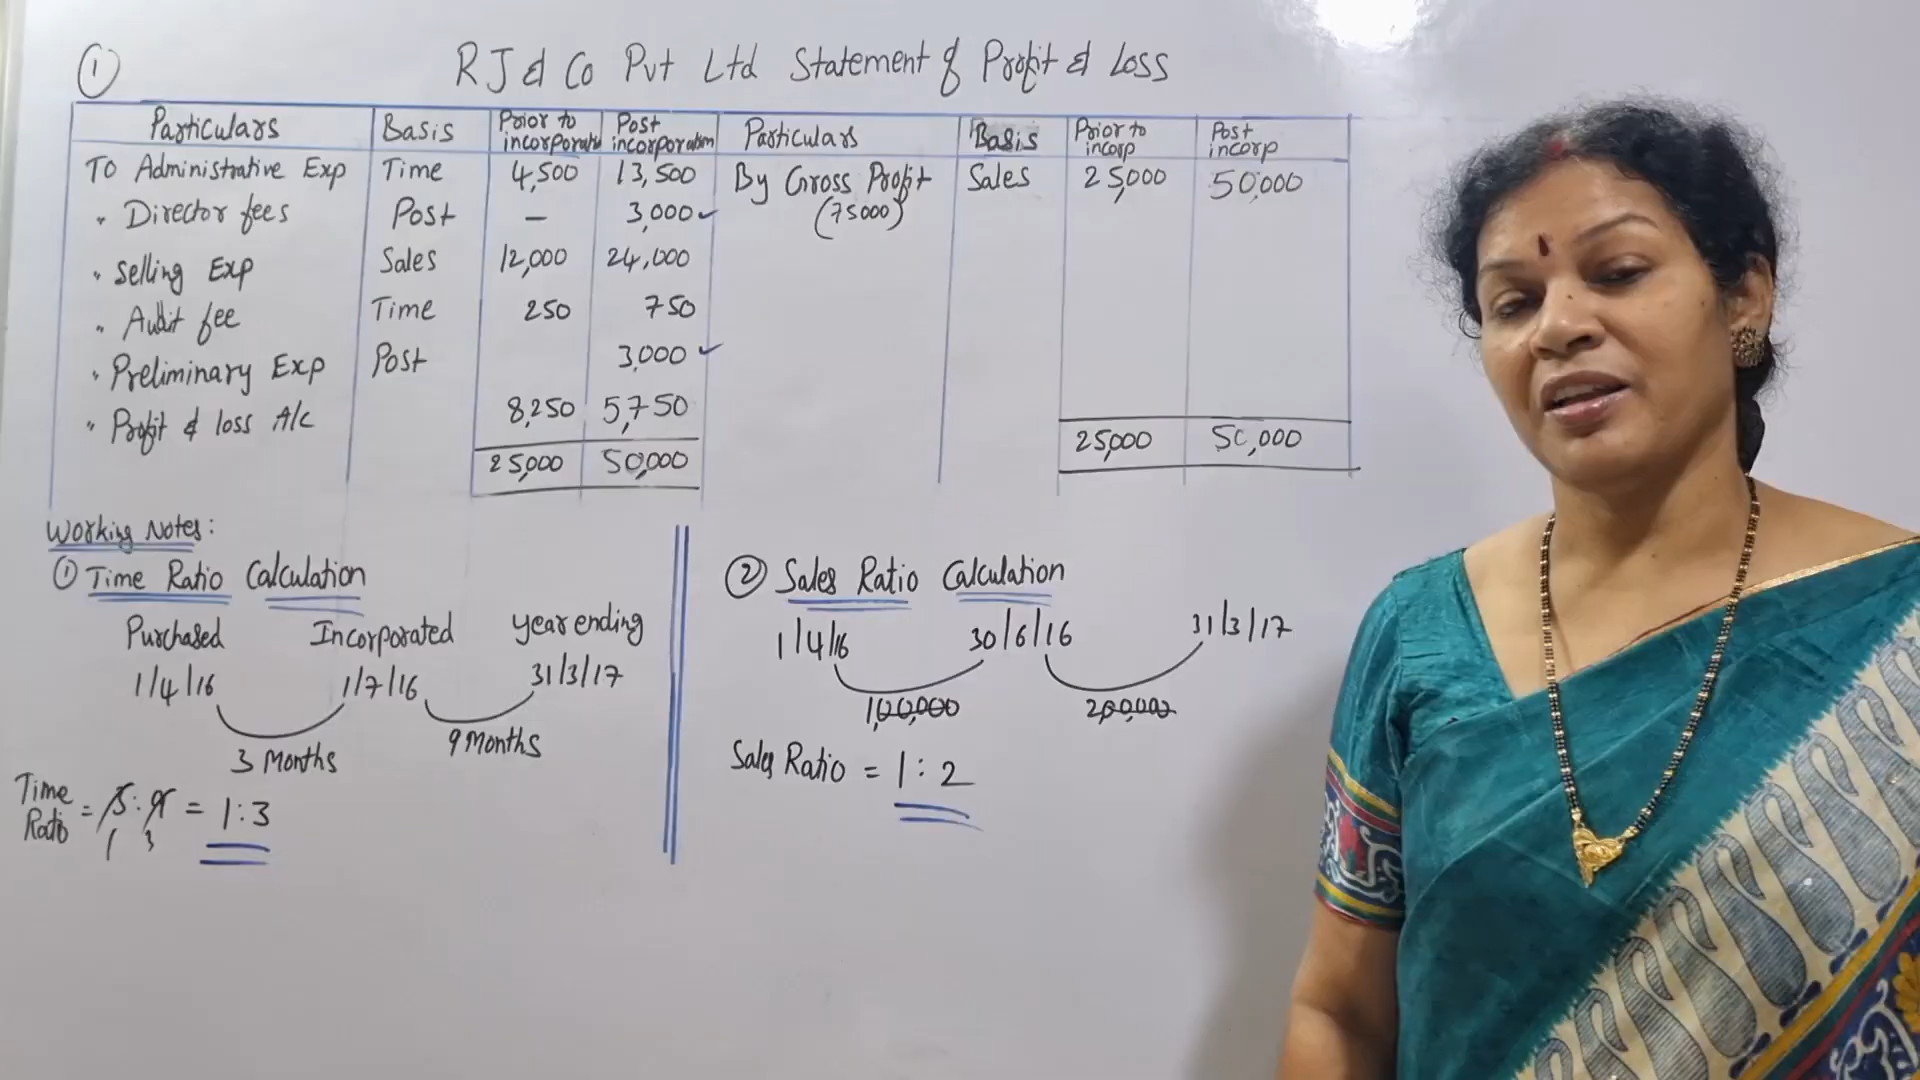 ①
RJ & Co Pvt Ltd Statement of Profit & Loss
Particulars | Basis | Prior to incorporation | Post incorporation | Particulars | Basis | Prior to incorp | Post incorp
To Administrative Exp | Time | 4,500 | 13,500 | By Gross Profit | Sales | 25,000 | 50,000
" Director fees | Post | — | 3,000 ✓ | (75000)
" Selling Exp | Sales | 12,000 | 24,000
" Audit fee | Time | 250 | 750
" Preliminary Exp | Post | 3,000 ✓
" Profit & loss A/c | 8,250 | 5,750
25,000 | 50,000 | 25,000 | 50,000
Working Notes:
① Time Ratio Calculation
Purchased Incorporated year ending
1/4/16 1/7/16 31/3/17
3 Months 9 Months
Time Ratio = 3 : 9 = 1:3
1 3
② Sales Ratio Calculation
1/4/16 30/6/16 31/3/17
1,00,000 2,00,000
Sales Ratio = 1 : 2